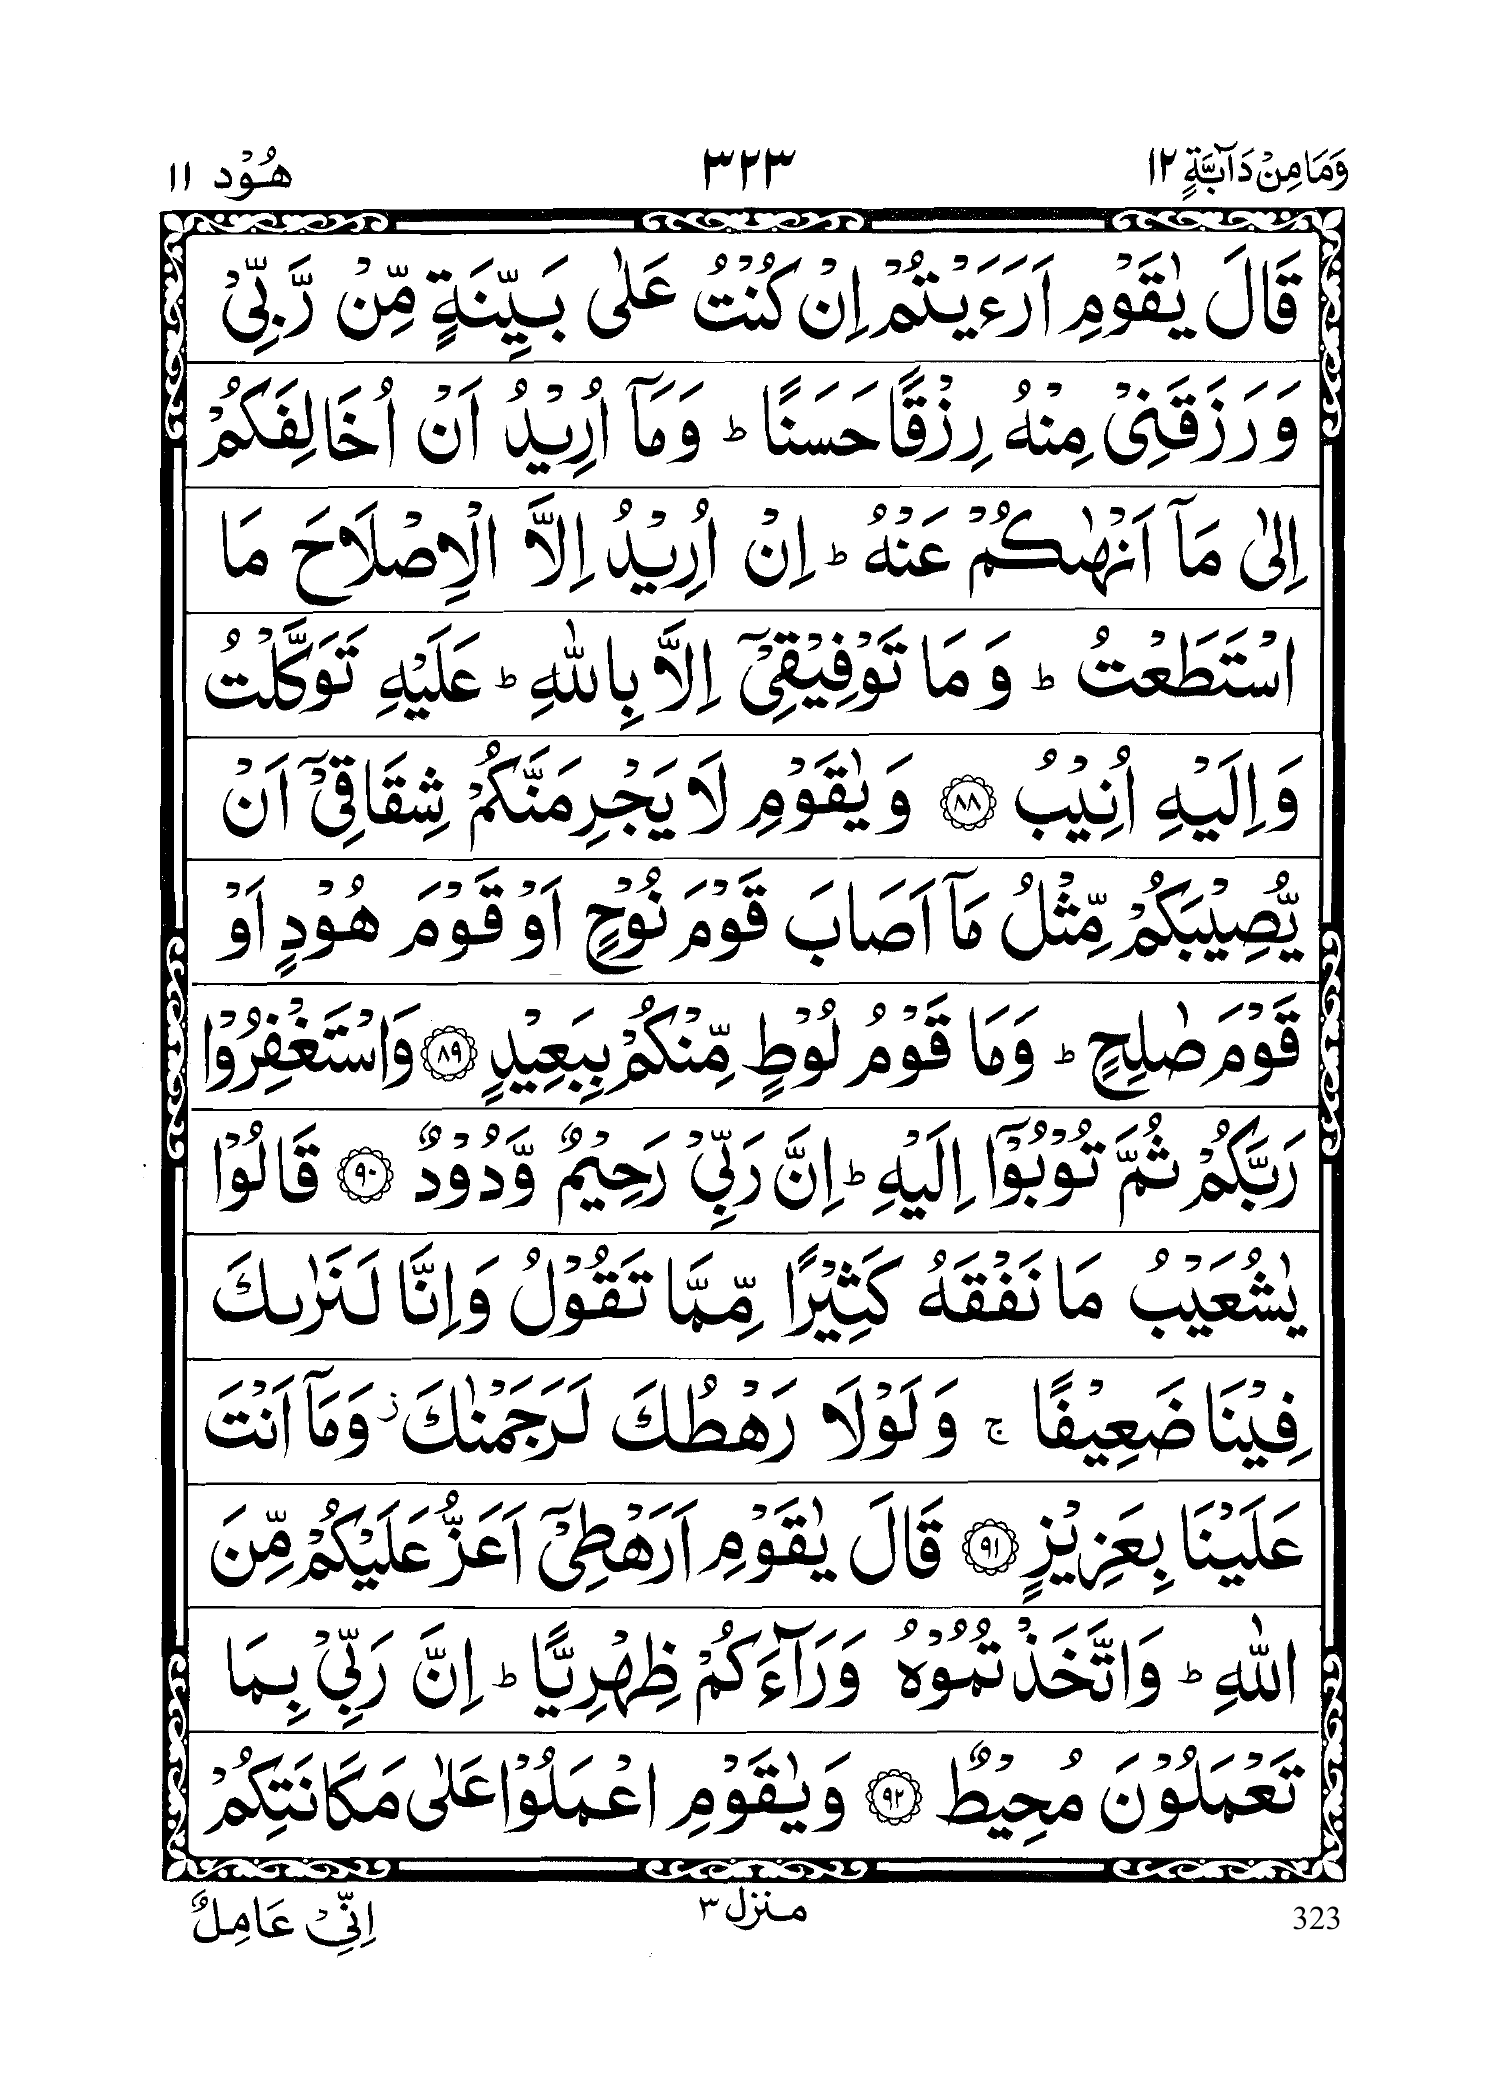 وَمَا مِنْ دَآبَّةٍ ١٢ ٣٢٣ هُوْد ١١
قَالَ يٰقَوْمِ اَرَءَيْتُمْ اِنْ كُنْتُ عَلٰى بَيِّنَةٍ مِّنْ رَّبِّيْ
وَرَزَقَنِيْ مِنْهُ رِزْقًا حَسَنًا ؕ وَمَآ اُرِيْدُ اَنْ اُخَالِفَكُمْ
اِلٰى مَآ اَنْهٰىكُمْ عَنْهُ ؕ اِنْ اُرِيْدُ اِلَّا الْاِصْلَاحَ مَا
اسْتَطَعْتُ ؕ وَمَا تَوْفِيْقِيْٓ اِلَّا بِاللّٰهِ ؕ عَلَيْهِ تَوَكَّلْتُ
وَاِلَيْهِ اُنِيْبُ ۝٨٨ وَيٰقَوْمِ لَا يَجْرِمَنَّكُمْ شِقَاقِيْٓ اَنْ
يُّصِيْبَكُمْ مِّثْلُ مَآ اَصَابَ قَوْمَ نُوْحٍ اَوْ قَوْمَ هُوْدٍ اَوْ
قَوْمَ صٰلِحٍ ؕ وَمَا قَوْمُ لُوْطٍ مِّنْكُمْ بِبَعِيْدٍ ۝٨٩ وَاسْتَغْفِرُوْا
رَبَّكُمْ ثُمَّ تُوْبُوْٓا اِلَيْهِ ؕ اِنَّ رَبِّيْ رَحِيْمٌ وَّدُوْدٌ ۝٩٠ قَالُوْا
يٰشُعَيْبُ مَا نَفْقَهُ كَثِيْرًا مِّمَّا تَقُوْلُ وَاِنَّا لَنَرٰىكَ
فِيْنَا ضَعِيْفًا ۚ وَلَوْلَا رَهْطُكَ لَرَجَمْنٰكَ ؗ وَمَآ اَنْتَ
عَلَيْنَا بِعَزِيْزٍ ۝٩١ قَالَ يٰقَوْمِ اَرَهْطِيْٓ اَعَزُّ عَلَيْكُمْ مِّنَ
اللّٰهِ ؕ وَاتَّخَذْتُمُوْهُ وَرَآءَكُمْ ظِهْرِيًّا ؕ اِنَّ رَبِّيْ بِمَا
تَعْمَلُوْنَ مُحِيْطٌ ۝٩٢ وَيٰقَوْمِ اعْمَلُوْا عَلٰى مَكَانَتِكُمْ
323 منزل ٣ اِنِّيْ عَامِلٌ